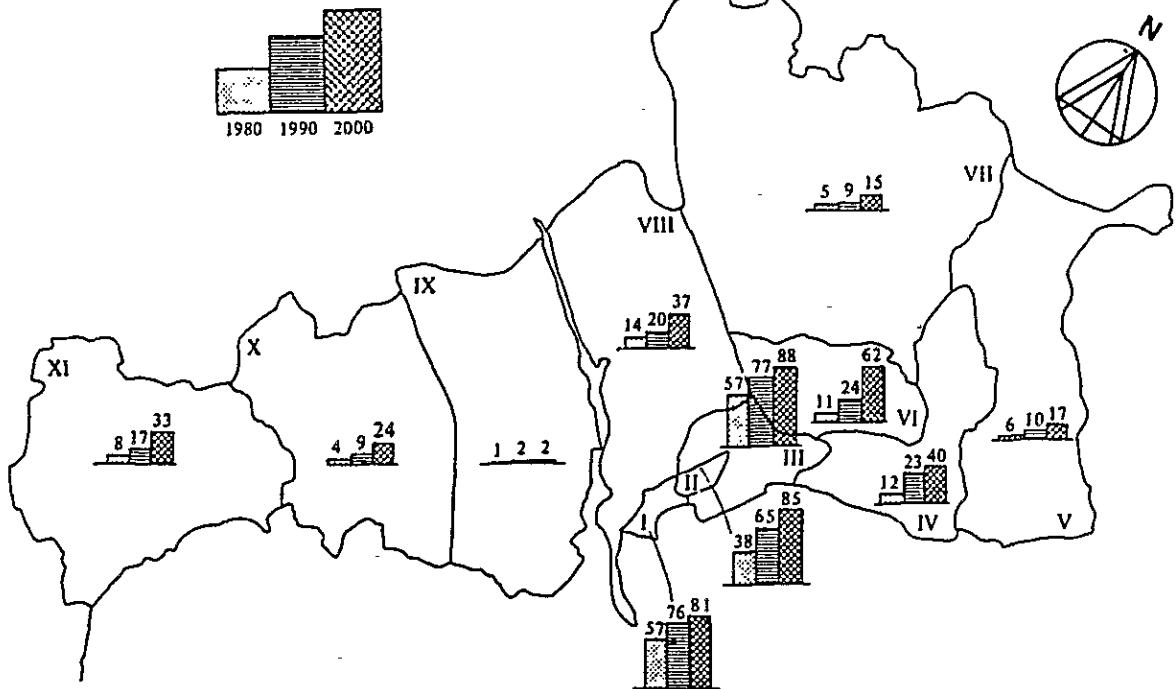 N
1980 1990 2000
VII
5 9 15
VIII
IX
14 20 37
X
XI
57 77 88
11 24 62
VI
8 17 33
4 9 24
1 2 2
III
6 10 17
II
12 23 40
I
IV
V
38 65 85
57 76 81